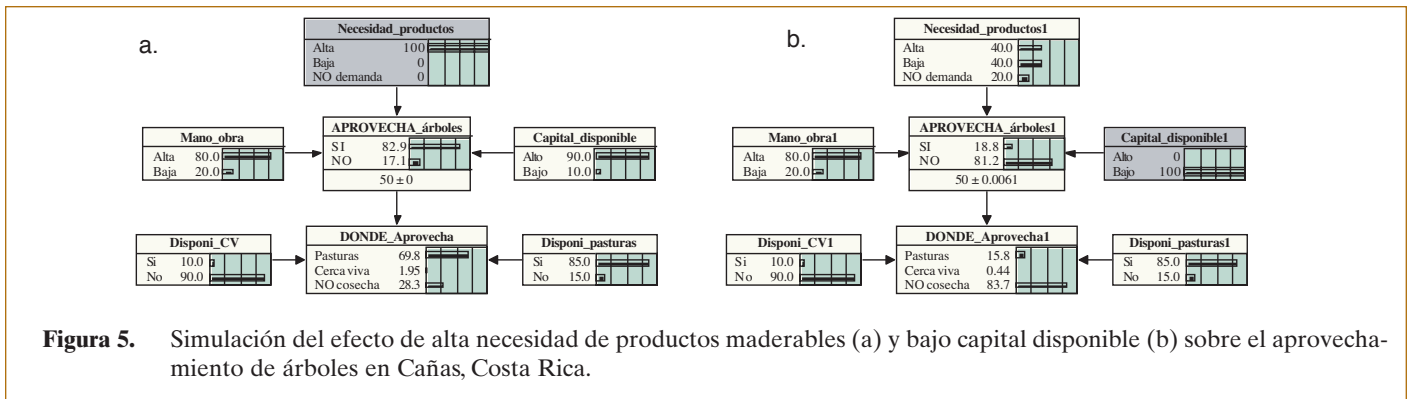 a.
Necesidad_productos
Alta 100
Baja 0
NO demanda 0
Mano_obra
Alta 80.0
Baja 20.0
APROVECHA_árboles
SI 82.9
NO 17.1
50 ± 0
Capital_disponible
Alto 90.0
Bajo 10.0
Disponi_CV
Si 10.0
No 90.0
DONDE_Aprovecha
Pasturas 69.8
Cerca viva 1.95
NO cosecha 28.3
Disponi_pasturas
Si 85.0
No 15.0
b.
Necesidad_productos1
Alta 40.0
Baja 40.0
NO demanda 20.0
Mano_obra1
Alta 80.0
Baja 20.0
APROVECHA_árboles1
SI 18.8
NO 81.2
50 ± 0.0061
Capital_disponible1
Alto 0
Bajo 100
Disponi_CV1
Si 10.0
No 90.0
DONDE_Aprovecha1
Pasturas 15.8
Cerca viva 0.44
NO cosecha 83.7
Disponi_pasturas1
Si 85.0
No 15.0
Figura 5. Simulación del efecto de alta necesidad de productos maderables (a) y bajo capital disponible (b) sobre el aprovecha-
miento de árboles en Cañas, Costa Rica.